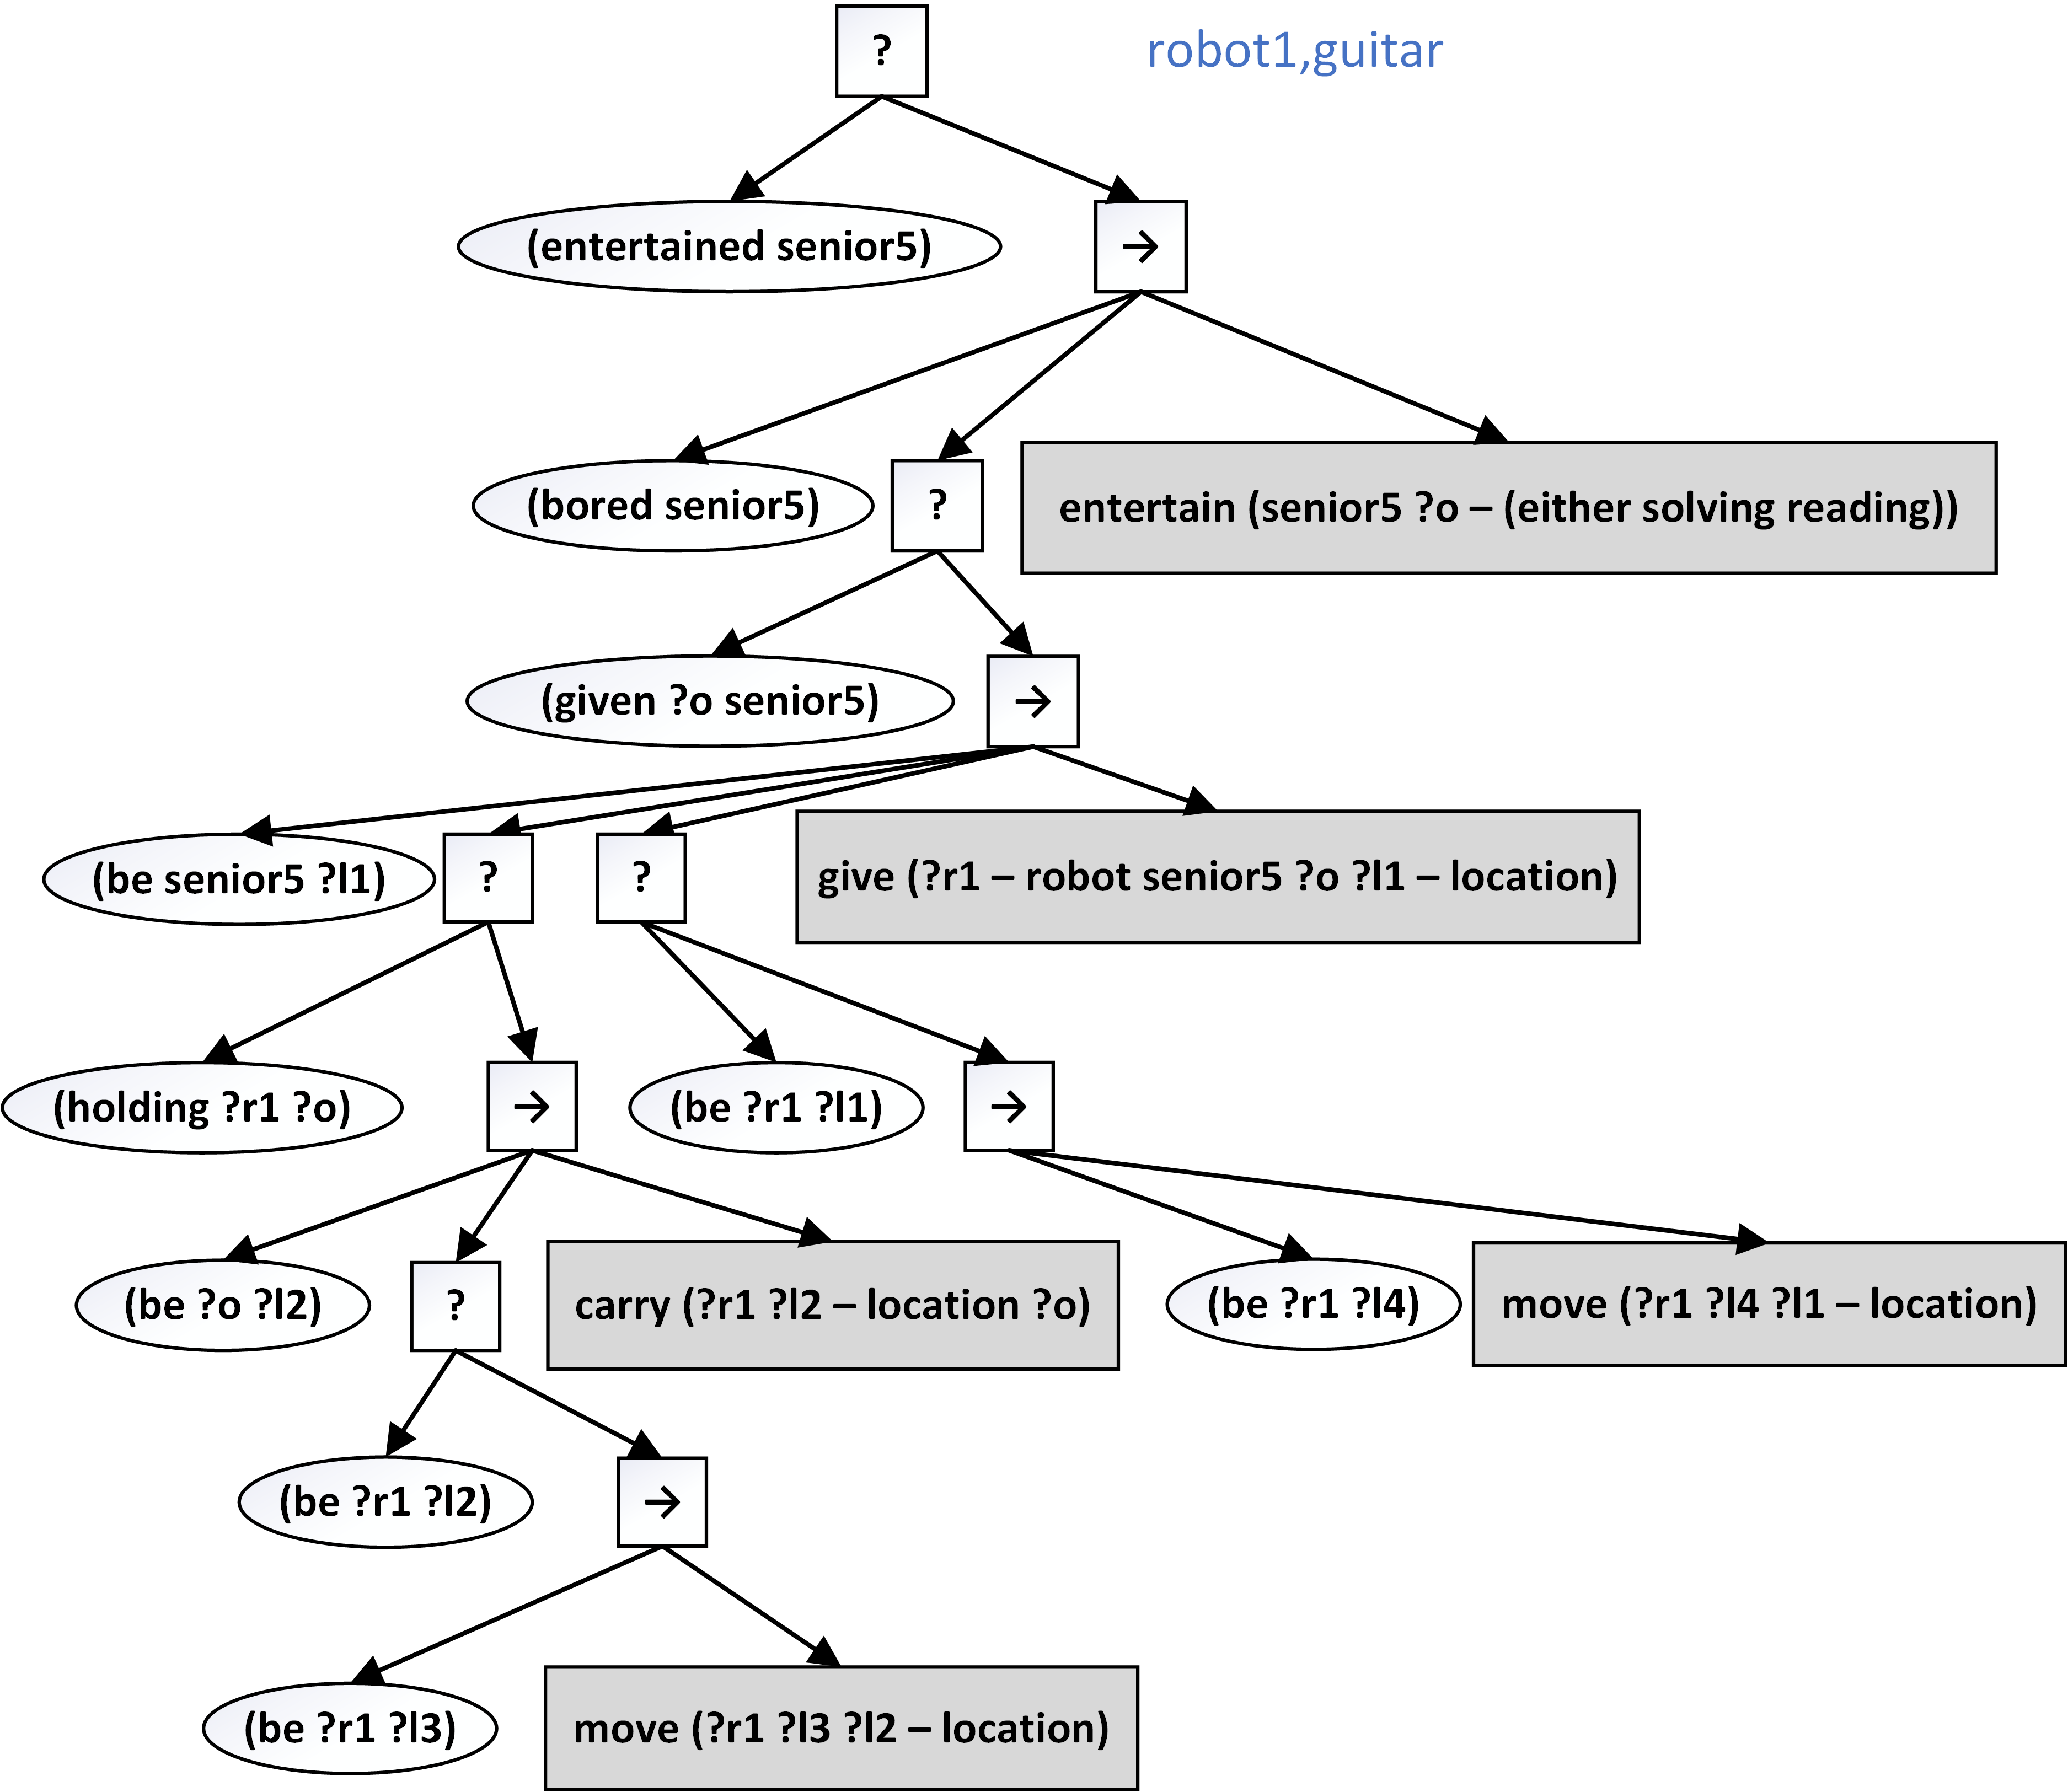 ?
robot1,guitar
(entertained senior5)
→
(bored senior5)
?
entertain (senior5 ?o – (either solving reading))
(given ?o senior5)
→
(be senior5 ?l1)
?
?
give (?r1 – robot senior5 ?o ?l1 – location)
(holding ?r1 ?o)
→
(be ?r1 ?l1)
→
(be ?o ?l2)
?
carry (?r1 ?l2 – location ?o)
(be ?r1 ?l4)
move (?r1 ?l4 ?l1 – location)
(be ?r1 ?l2)
→
(be ?r1 ?l3)
move (?r1 ?l3 ?l2 – location)